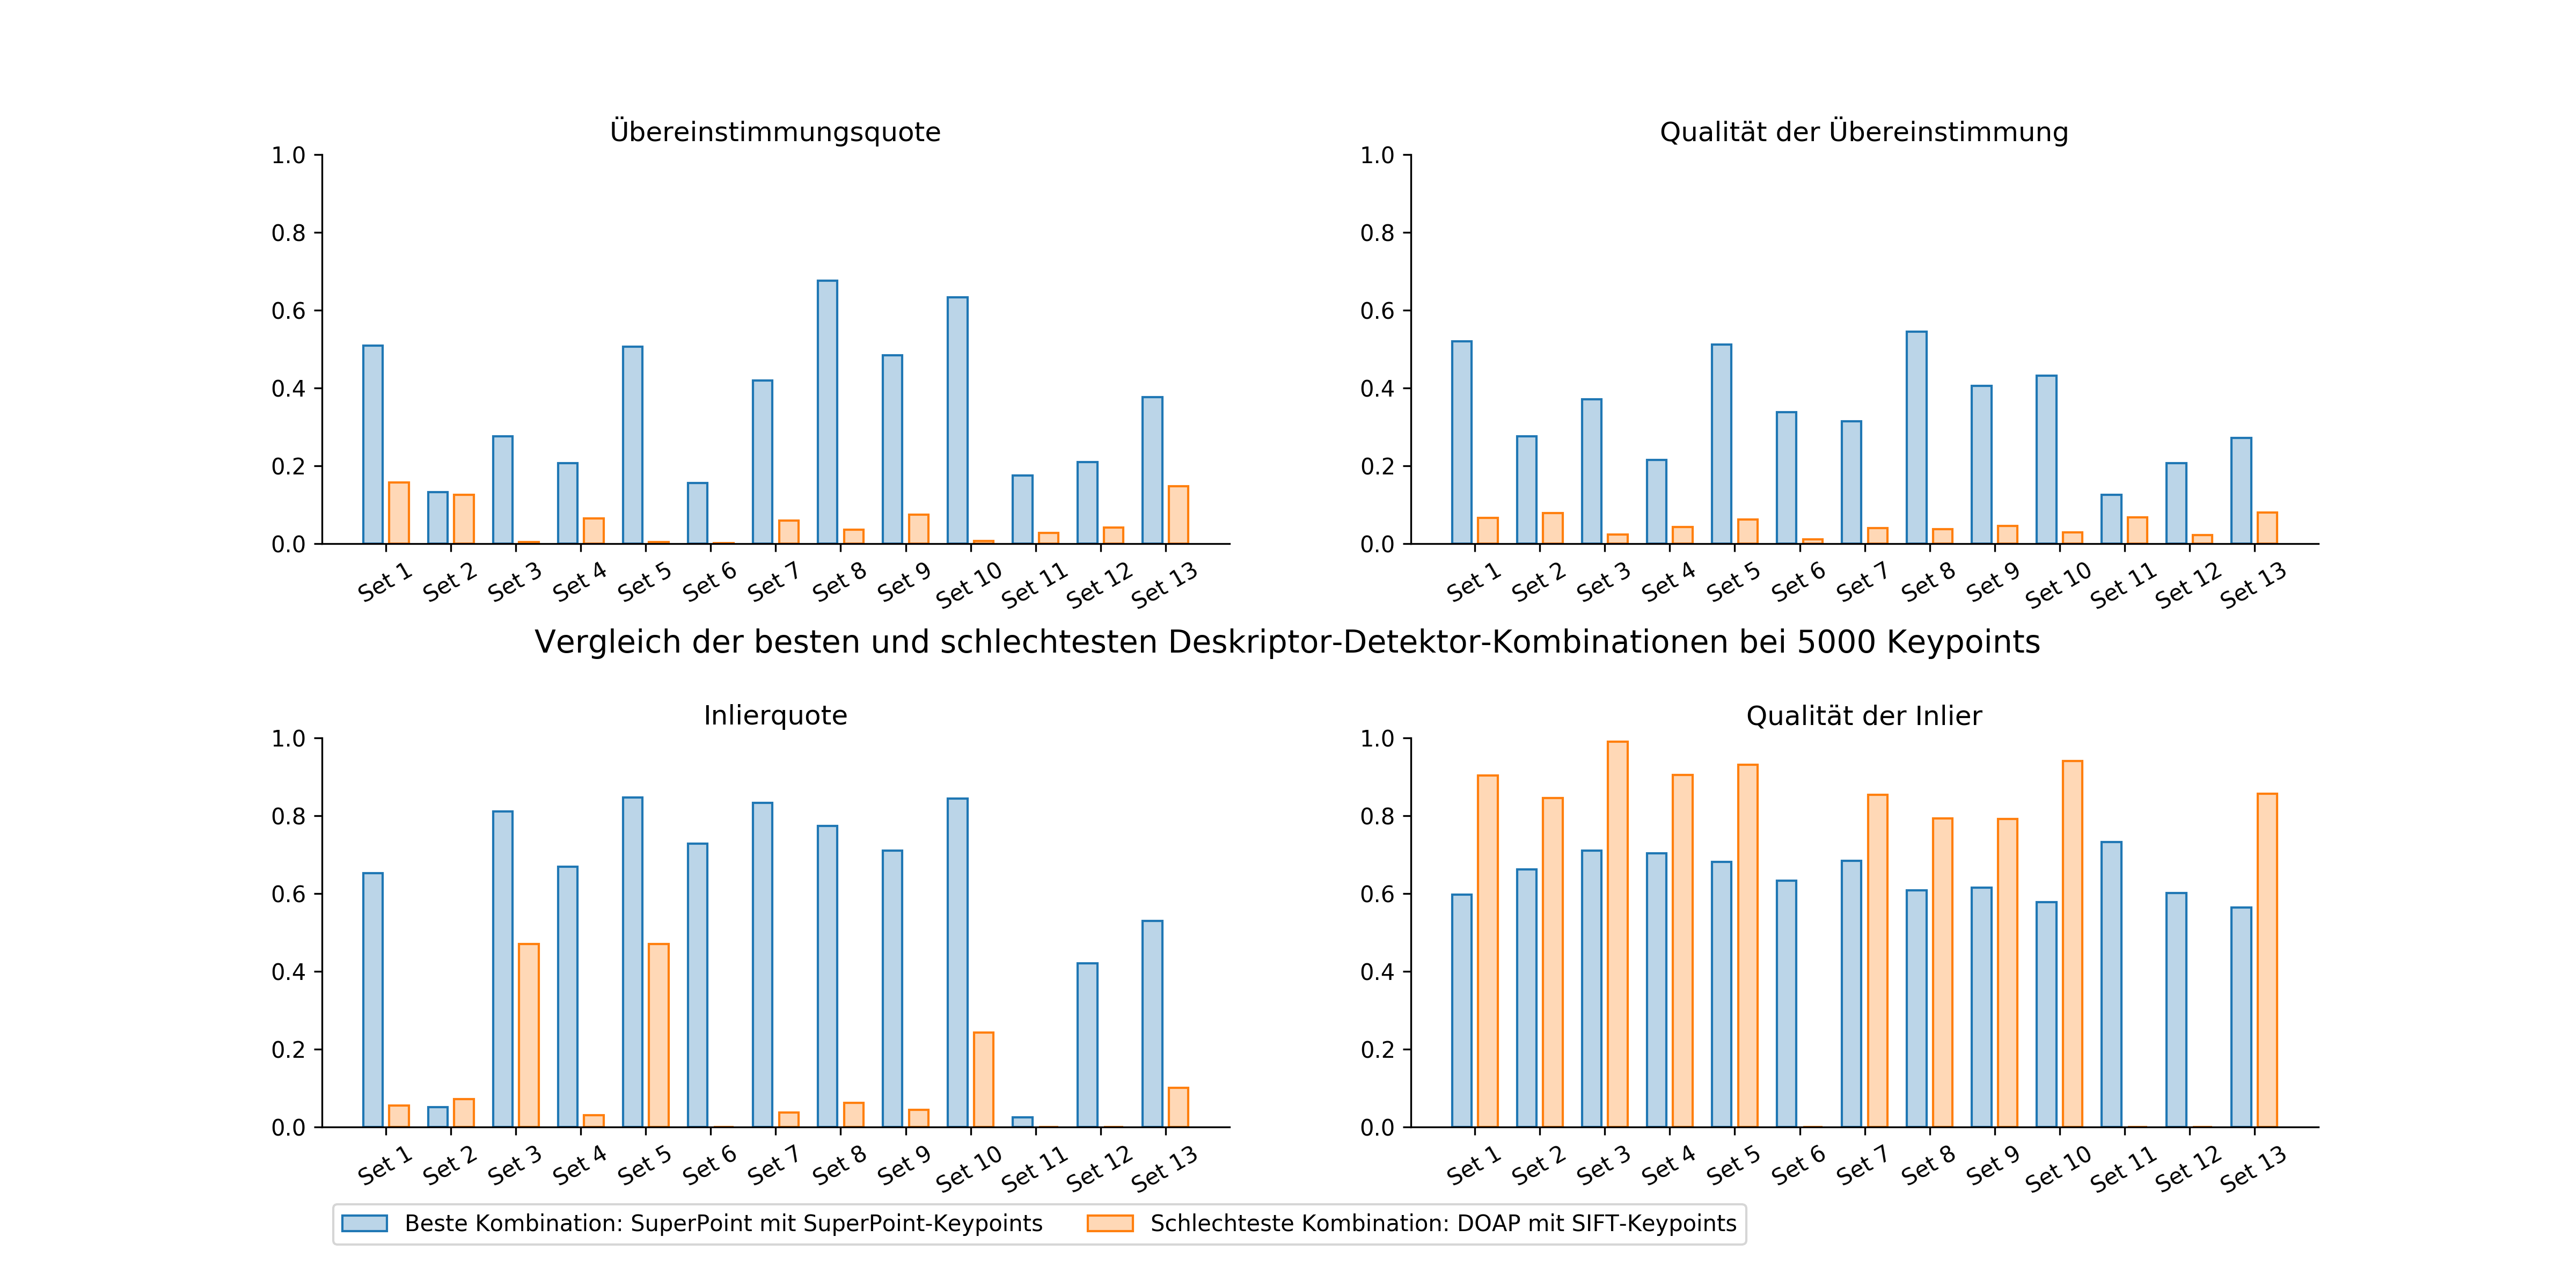 Übereinstimmungsquote
1.0
0.8
0.6
0.4
0.2
0.0
Set 1 Set 2 Set 3 Set 4 Set 5 Set 6 Set 7 Set 8 Set 9 Set 10 Set 11 Set 12 Set 13
Qualität der Übereinstimmung
1.0
0.8
0.6
0.4
0.2
0.0
Set 1 Set 2 Set 3 Set 4 Set 5 Set 6 Set 7 Set 8 Set 9 Set 10 Set 11 Set 12 Set 13
Vergleich der besten und schlechtesten Deskriptor-Detektor-Kombinationen bei 5000 Keypoints
Inlierquote
1.0
0.8
0.6
0.4
0.2
0.0
Set 1 Set 2 Set 3 Set 4 Set 5 Set 6 Set 7 Set 8 Set 9 Set 10 Set 11 Set 12 Set 13
Qualität der Inlier
1.0
0.8
0.6
0.4
0.2
0.0
Set 1 Set 2 Set 3 Set 4 Set 5 Set 6 Set 7 Set 8 Set 9 Set 10 Set 11 Set 12 Set 13
Beste Kombination: SuperPoint mit SuperPoint-Keypoints
Schlechteste Kombination: DOAP mit SIFT-Keypoints